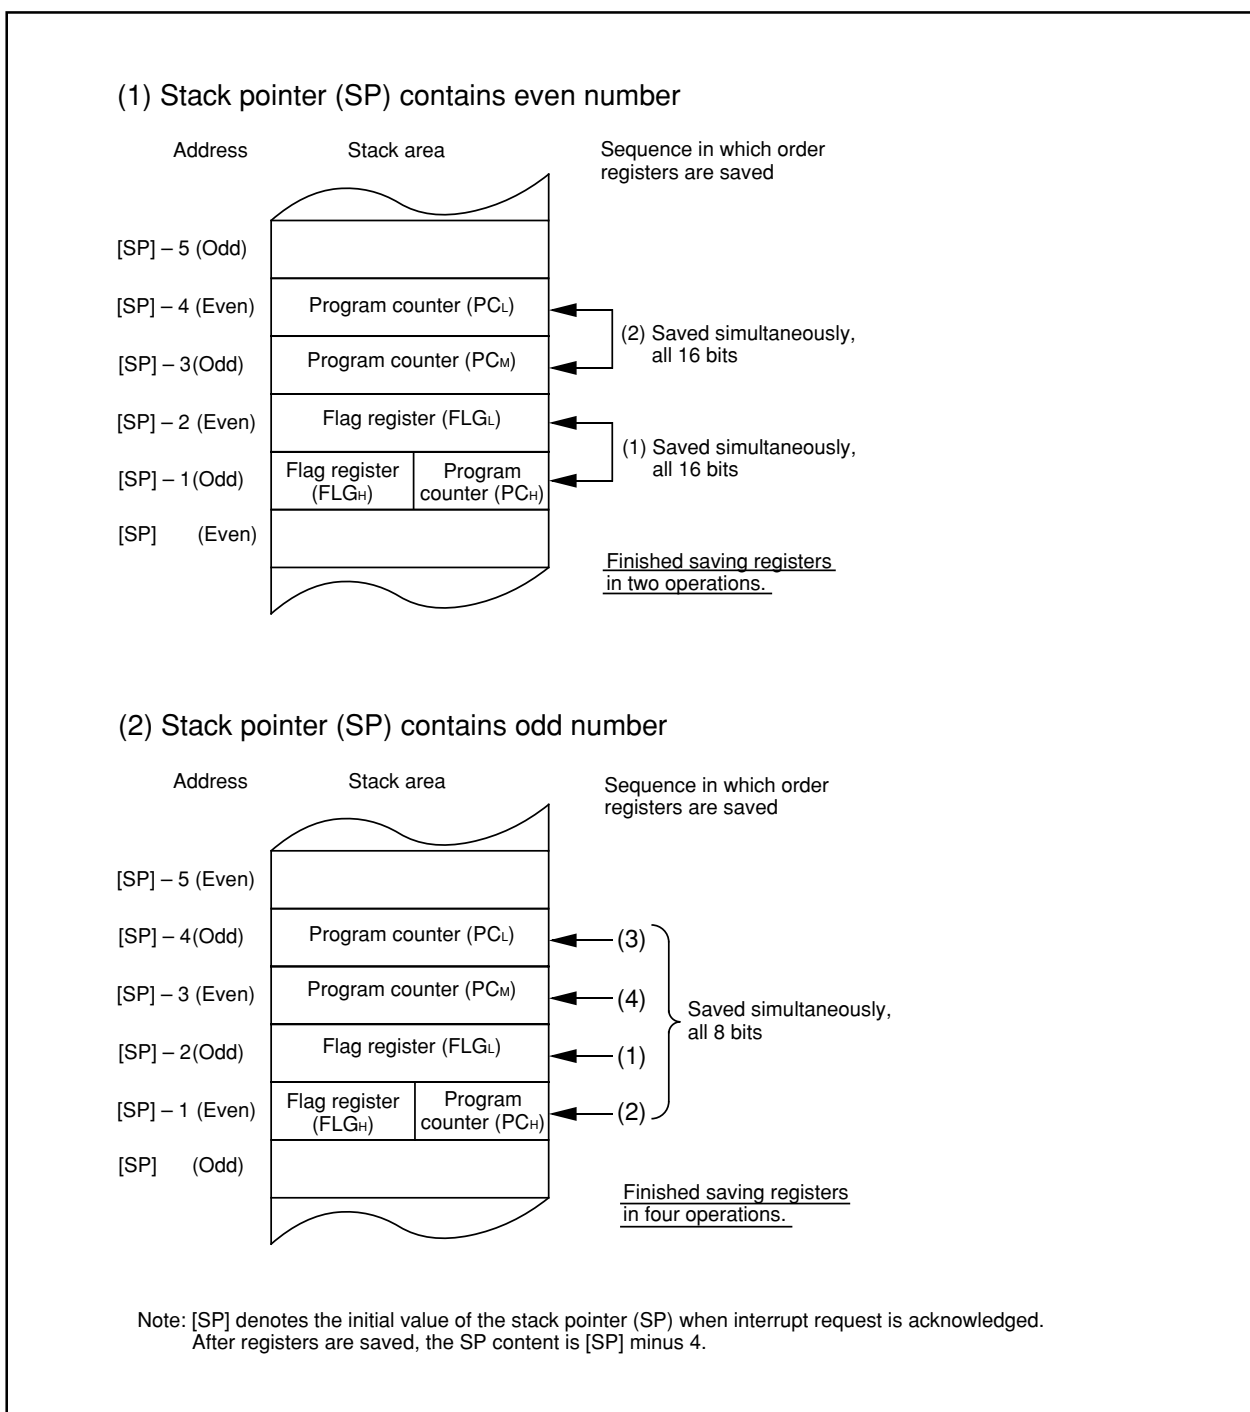 (1) Stack pointer (SP) contains even number
Address Stack area Sequence in which order
registers are saved
[SP] – 5 (Odd)
[SP] – 4 (Even) Program counter (PCL)
(2) Saved simultaneously,
all 16 bits
[SP] – 3(Odd) Program counter (PCM)
[SP] – 2 (Even) Flag register (FLGL)
(1) Saved simultaneously,
all 16 bits
[SP] – 1(Odd) Flag register Program
(FLGH) counter (PCH)
[SP] (Even)
Finished saving registers
in two operations.
(2) Stack pointer (SP) contains odd number
Address Stack area Sequence in which order
registers are saved
[SP] – 5 (Even)
[SP] – 4(Odd) Program counter (PCL) (3)
[SP] – 3 (Even) Program counter (PCM) (4)
Saved simultaneously,
all 8 bits
[SP] – 2(Odd) Flag register (FLGL) (1)
[SP] – 1 (Even) Flag register Program (2)
(FLGH) counter (PCH)
[SP] (Odd)
Finished saving registers
in four operations.
Note: [SP] denotes the initial value of the stack pointer (SP) when interrupt request is acknowledged.
After registers are saved, the SP content is [SP] minus 4.